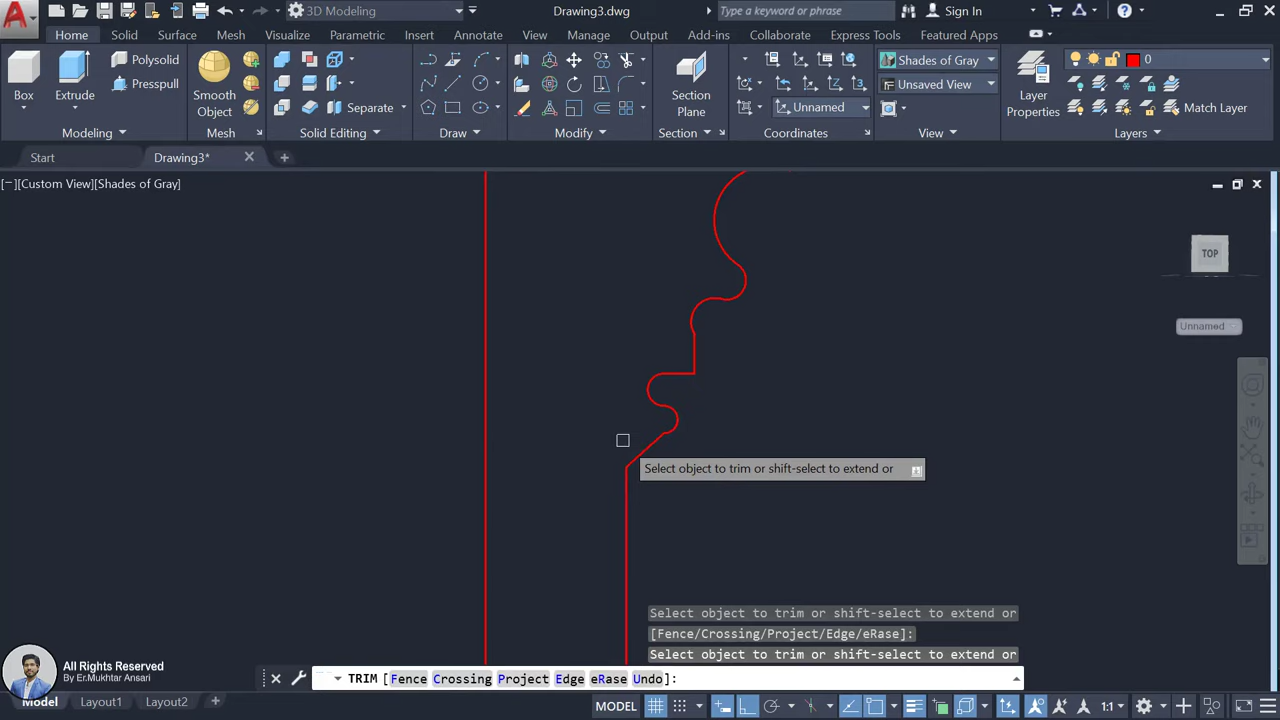 3D Modeling
Drawing3.dwg
Type a keyword or phrase
Sign In
Home Solid Surface Mesh Visualize Parametric Insert Annotate View Manage Output Add-ins Collaborate Express Tools Featured Apps
Box
Extrude
Polysolid
Presspull
Smooth Object
Separate
Section Plane
Unnamed
Shades of Gray
Unsaved View
Layer Properties
0
Match Layer
Modeling Mesh Solid Editing Draw Modify Section Coordinates View Layers
Start Drawing3*
[−][Custom View][Shades of Gray]
TOP
Unnamed
Select object to trim or shift-select to extend or
Select object to trim or shift-select to extend or
[Fence/Crossing/Project/Edge/eRase]:
Select object to trim or shift-select to extend or
TRIM [Fence Crossing Project Edge eRase Undo]:
All Rights Reserved
By Er.Mukhtar Ansari
Model Layout1 Layout2
MODEL 1:1